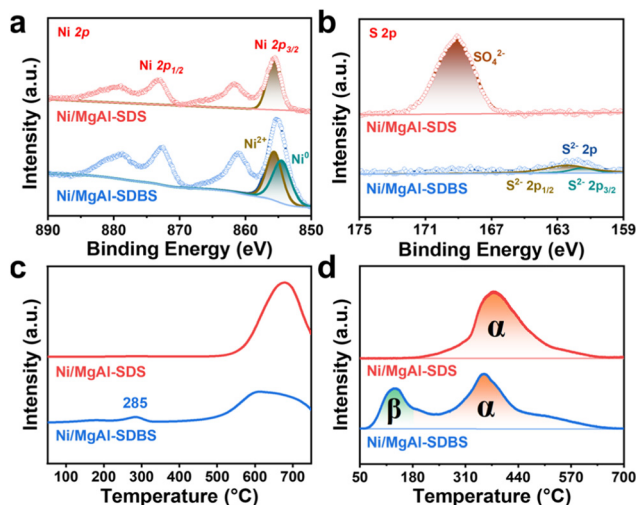 a
Ni 2p
Ni 2p1/2
Ni 2p3/2
Ni/MgAl-SDS
Ni2+
Ni0
Ni/MgAl-SDBS
Intensity (a.u.)
890 880 870 860 850
Binding Energy (eV)
b
S 2p
SO42-
Ni/MgAl-SDS
S2- 2p
Ni/MgAl-SDBS
S2- 2p1/2
S2- 2p3/2
Intensity (a.u.)
175 171 167 163 159
Binding Energy (eV)
c
Ni/MgAl-SDS
285
Ni/MgAl-SDBS
Intensity (a.u.)
100 200 300 400 500 600 700
Temperature (°C)
d
α
Ni/MgAl-SDS
β
α
Ni/MgAl-SDBS
Intensity (a.u.)
50 180 310 440 570 700
Temperature (°C)